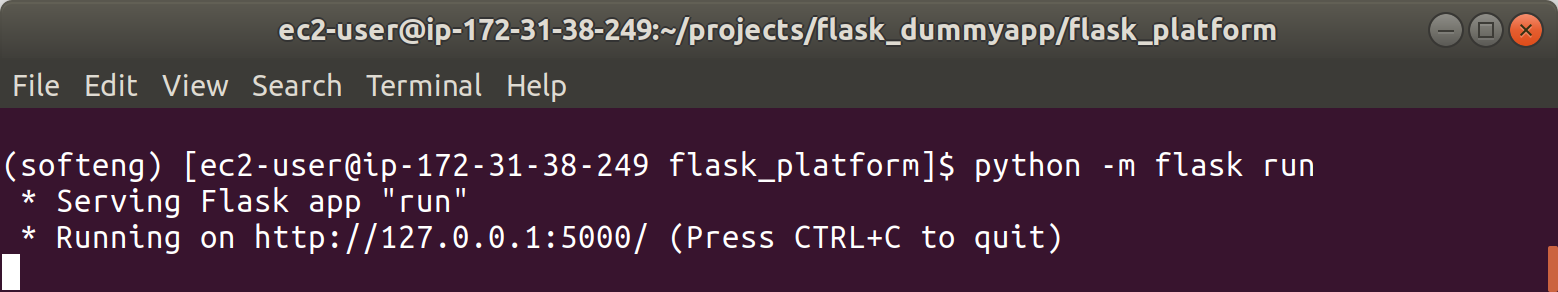 ec2-user@ip-172-31-38-249:~/projects/flask_dummyapp/flask_platform
File Edit View Search Terminal Help
(softeng) [ec2-user@ip-172-31-38-249 flask_platform]$ python -m flask run
 * Serving Flask app "run"
 * Running on http://127.0.0.1:5000/ (Press CTRL+C to quit)